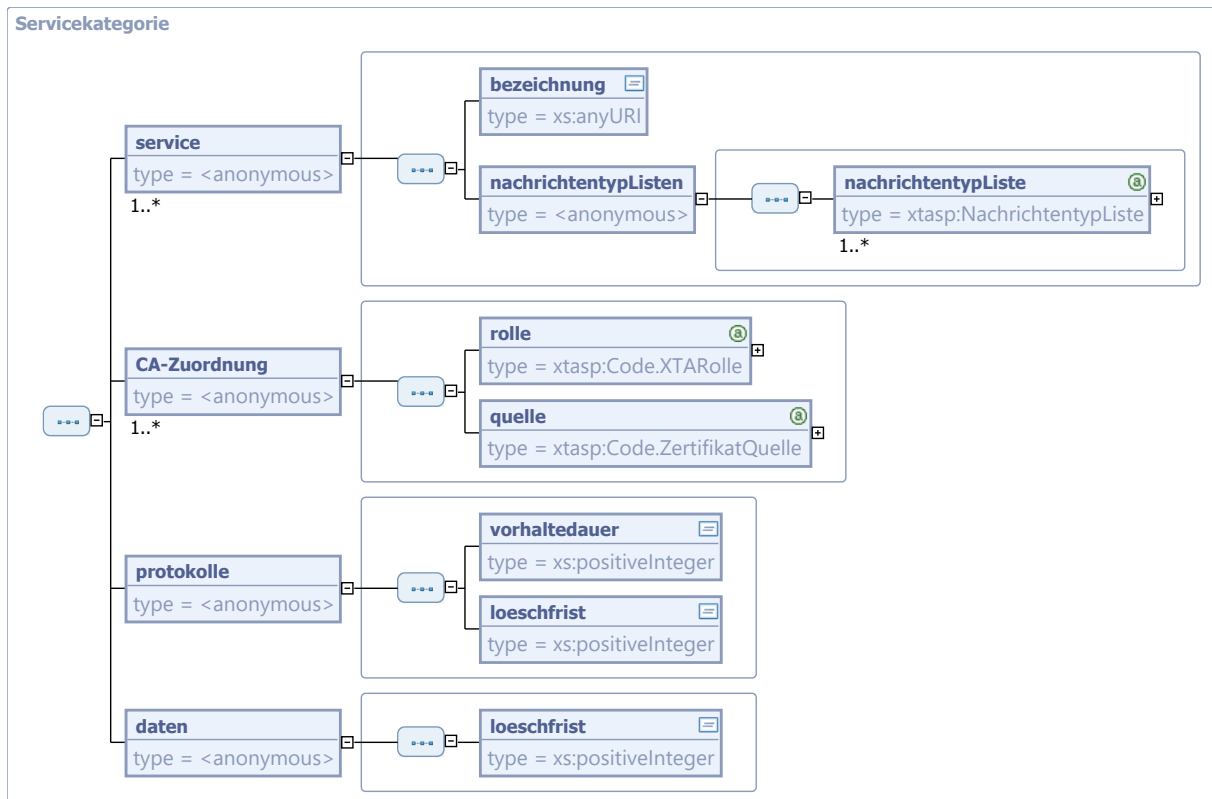 Servicekategorie
service
type = <anonymous>
1..*
bezeichnung
type = xs:anyURI
nachrichtentypListen
type = <anonymous>
nachrichtentypListe
type = xtasp:NachrichtentypListe
1..*
CA-Zuordnung
type = <anonymous>
1..*
rolle
type = xtasp:Code.XTARolle
quelle
type = xtasp:Code.ZertifikatQuelle
protokolle
type = <anonymous>
vorhaltedauer
type = xs:positiveInteger
loeschfrist
type = xs:positiveInteger
daten
type = <anonymous>
loeschfrist
type = xs:positiveInteger